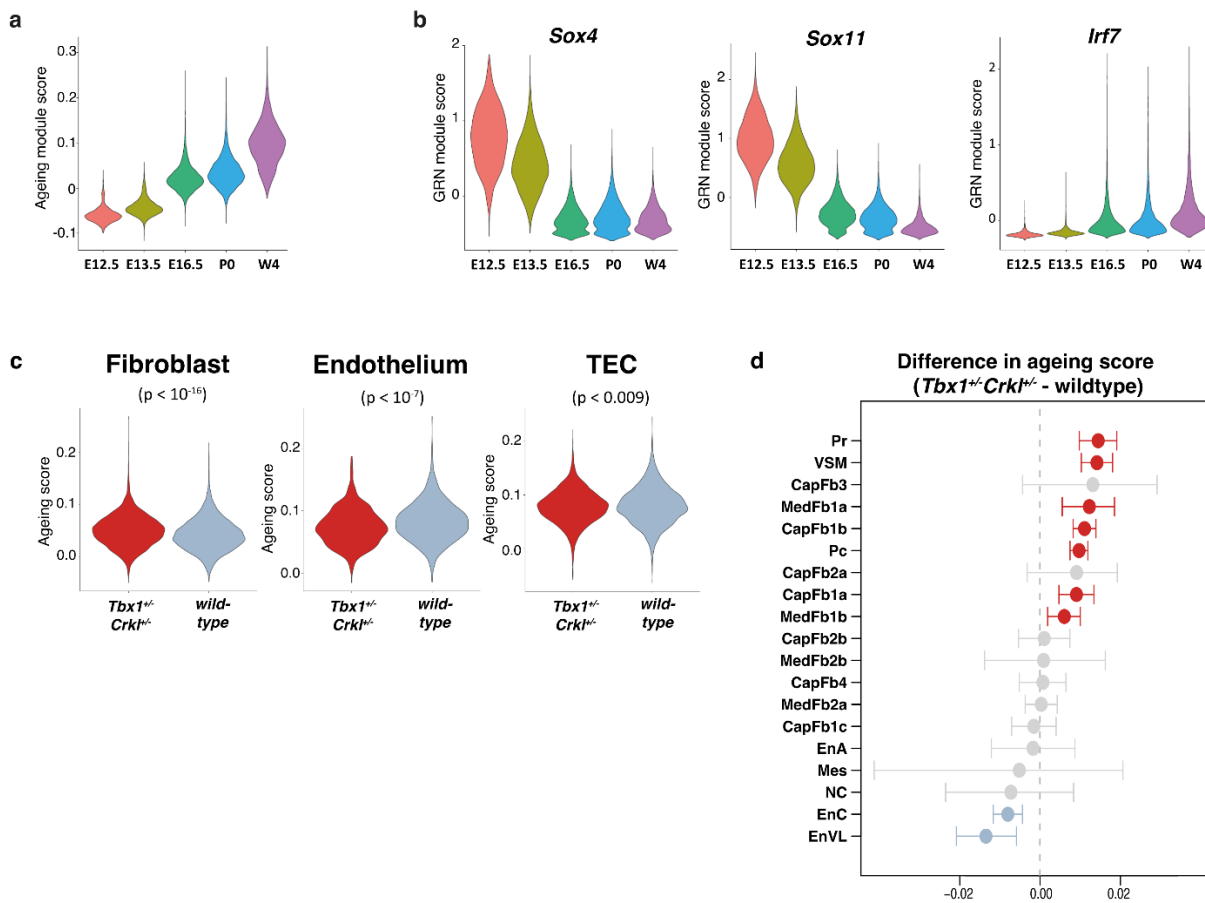 a
Ageing module score
0.3
0.2
0.1
0
-0.1
E12.5 E13.5 E16.5 P0 W4
b
Sox4
GRN module score
2
1
0
E12.5 E13.5 E16.5 P0 W4
Sox11
GRN module score
2
1
0
E12.5 E13.5 E16.5 P0 W4
Irf7
GRN module score
2
1
0
E12.5 E13.5 E16.5 P0 W4
c
Fibroblast
(p < 10⁻¹⁶)
Ageing score
0.2
0.1
0.0
Tbx1⁺/⁻ wild-
Crkl⁺/⁻ type
Endothelium
(p < 10⁻⁷)
Ageing score
0.2
0.1
0.0
Tbx1⁺/⁻ wild-
Crkl⁺/⁻ type
TEC
(p < 0.009)
Ageing score
0.2
0.1
0.0
Tbx1⁺/⁻ wild-
Crkl⁺/⁻ type
d
Difference in ageing score
(Tbx1⁺/⁻Crkl⁺/⁻ - wildtype)
Pr
VSM
CapFb3
MedFb1a
CapFb1b
Pc
CapFb2a
CapFb1a
MedFb1b
CapFb2b
MedFb2b
CapFb4
MedFb2a
CapFb1c
EnA
Mes
NC
EnC
EnVL
-0.02 0.00 0.02